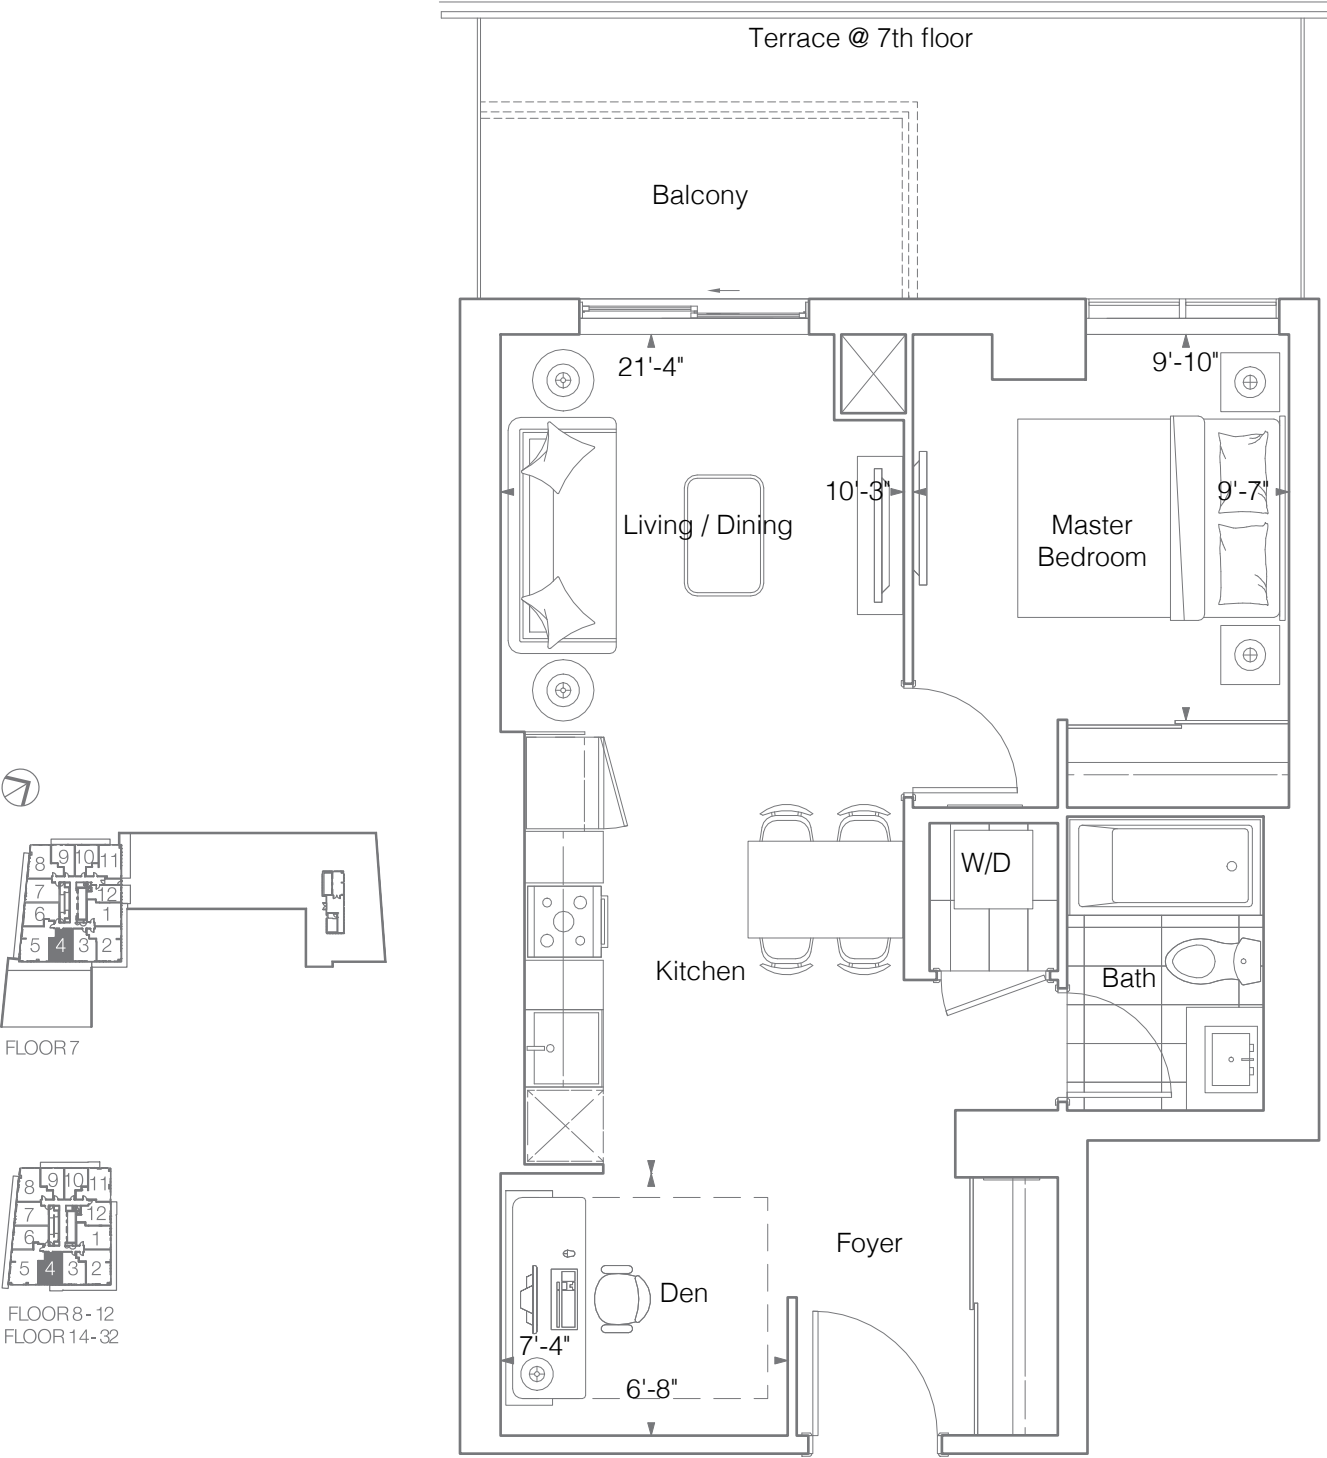 Terrace @ 7th floor
Balcony
21'-4"
9'-10"
10'-3"
9'-7"
Living / Dining
Master
Bedroom
W/D
Kitchen
Bath
Foyer
Den
7'-4"
6'-8"
8 9 10 11
7 12
6 1
5 4 3 2
FLOOR 7
8 9 10 11
7 12
6 1
5 4 3 2
FLOOR 8 - 12
FLOOR 14 - 32